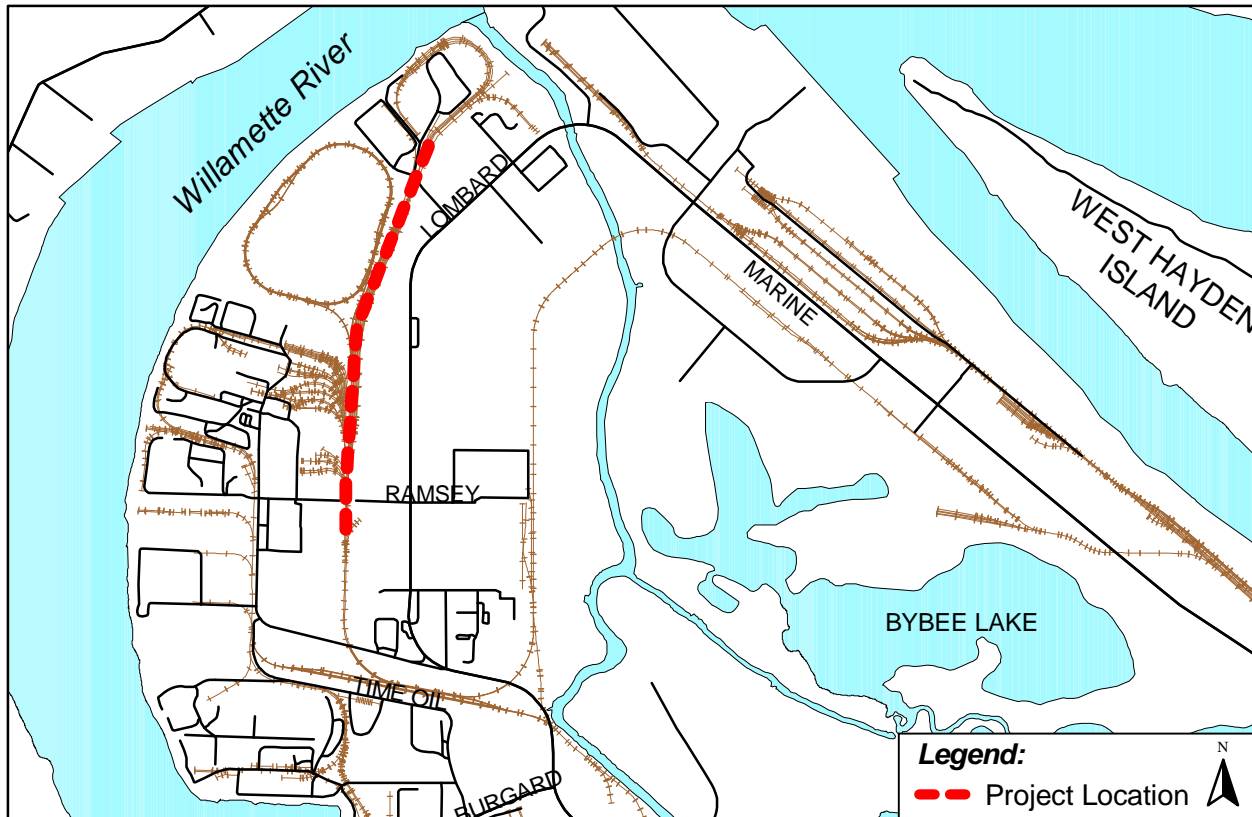 Willamette River
LOMBARD
WEST HAYDEN
ISLAND
MARINE
RAMSEY
BYBEE LAKE
TIME OIL
BURGARD
Legend:
N
Project Location